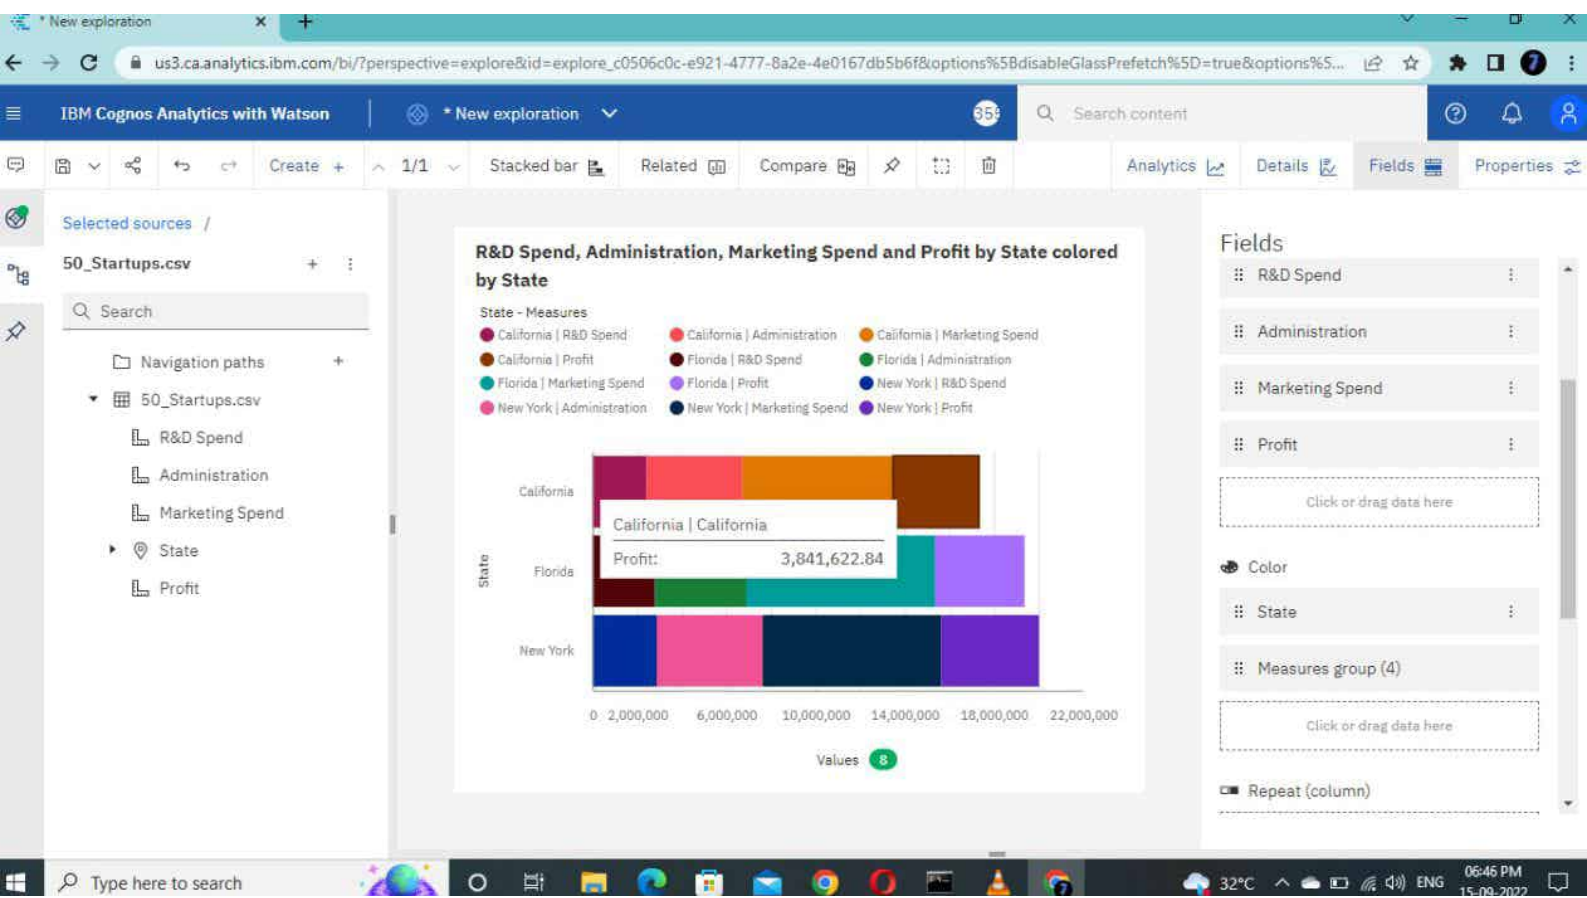 * New exploration
us3.ca.analytics.ibm.com/bi/?perspective=explore&id=explore_c0506c0c-e921-4777-8a2e-4e0167db5b6f&options%5BdisableGlassPrefetch%5D=true&options%5...
IBM Cognos Analytics with Watson
* New exploration
Search content
Create +
1/1
Stacked bar
Related
Compare
Analytics
Details
Fields
Properties
Selected sources /
50_Startups.csv
Search
Navigation paths
50_Startups.csv
R&D Spend
Administration
Marketing Spend
State
Profit
R&D Spend, Administration, Marketing Spend and Profit by State colored
by State
State - Measures
California | R&D Spend California | Administration California | Marketing Spend
California | Profit Florida | R&D Spend Florida | Administration
Florida | Marketing Spend Florida | Profit New York | R&D Spend
New York | Administration New York | Marketing Spend New York | Profit
State
California
California | California
Profit: 3,841,622.84
Florida
New York
0 2,000,000 6,000,000 10,000,000 14,000,000 18,000,000 22,000,000
Values 8
Fields
R&D Spend
Administration
Marketing Spend
Profit
Click or drag data here
Color
State
Measures group (4)
Click or drag data here
Repeat (column)
Type here to search
32°C
ENG
06:46 PM
15-09-2022